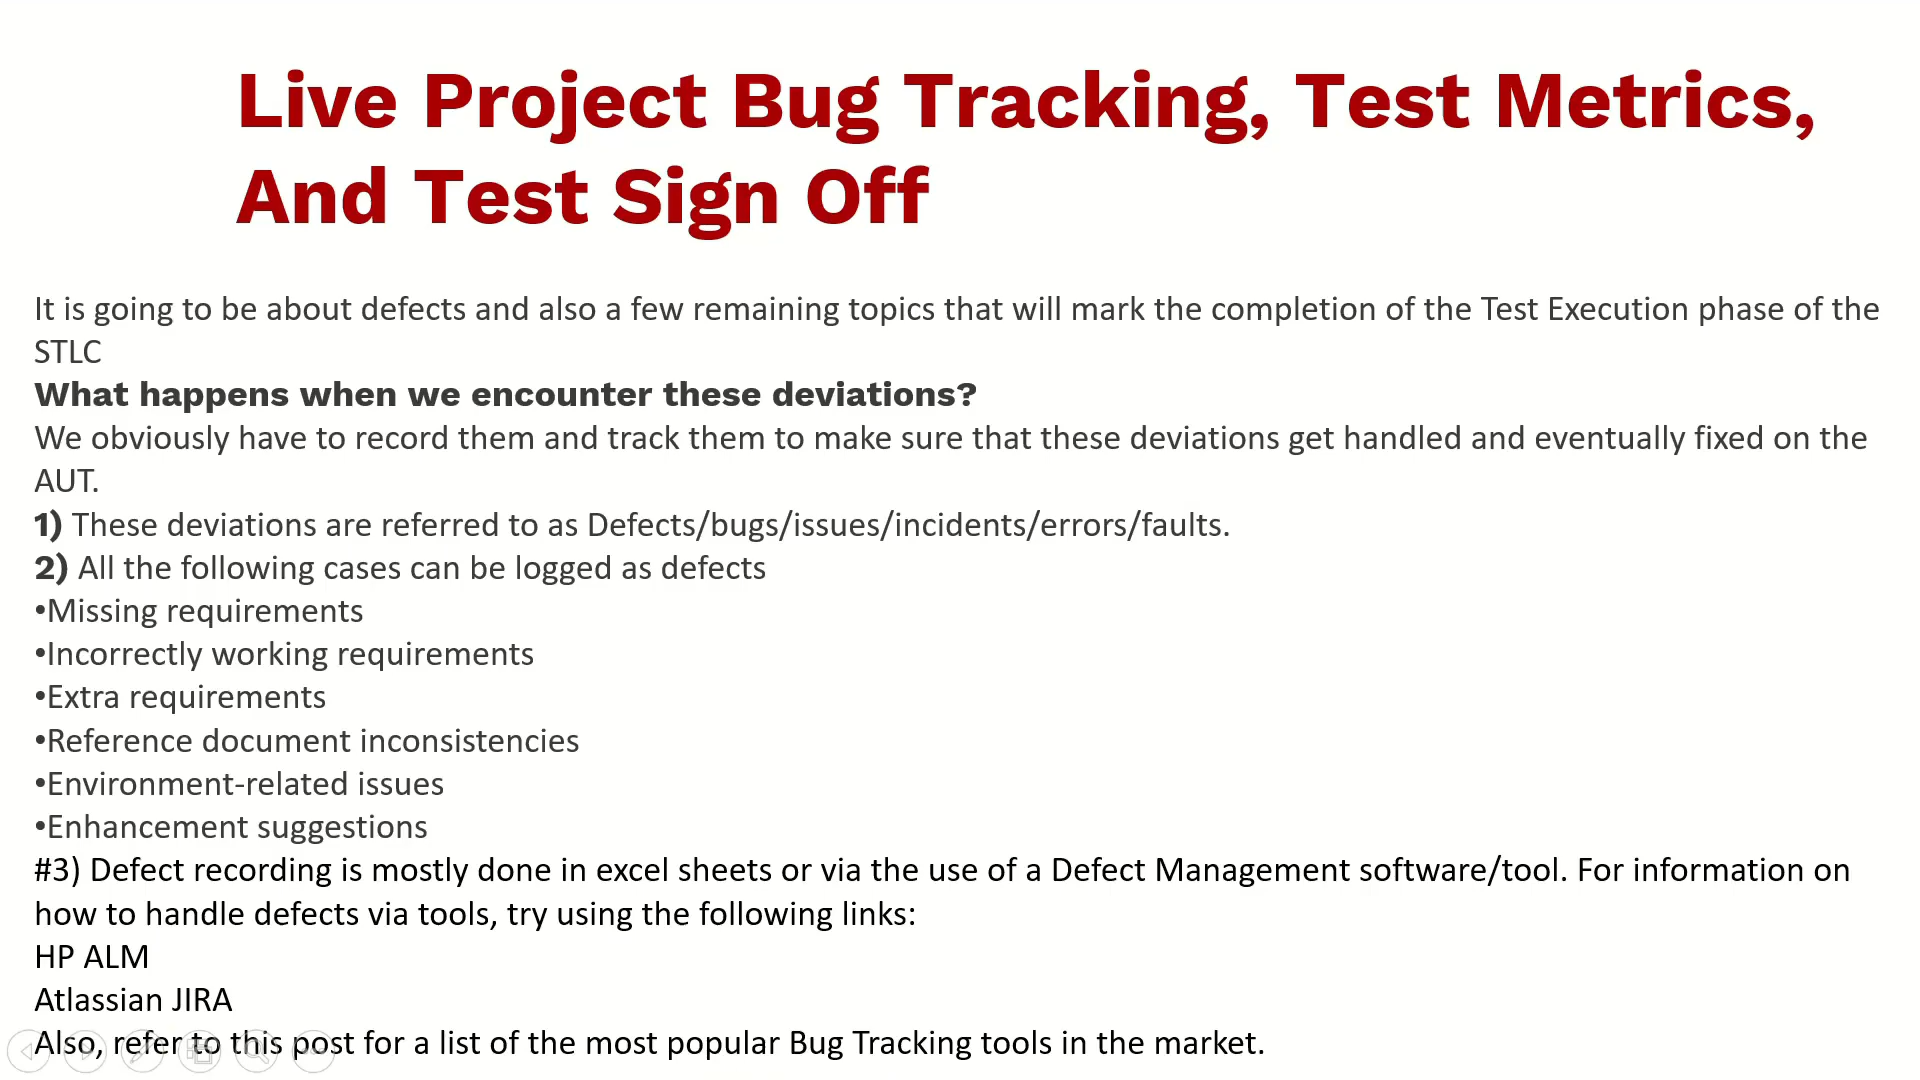 Live Project Bug Tracking, Test Metrics,
And Test Sign Off
It is going to be about defects and also a few remaining topics that will mark the completion of the Test Execution phase of the
STLC
What happens when we encounter these deviations?
We obviously have to record them and track them to make sure that these deviations get handled and eventually fixed on the
AUT.
1) These deviations are referred to as Defects/bugs/issues/incidents/errors/faults.
2) All the following cases can be logged as defects
•Missing requirements
•Incorrectly working requirements
•Extra requirements
•Reference document inconsistencies
•Environment-related issues
•Enhancement suggestions
#3) Defect recording is mostly done in excel sheets or via the use of a Defect Management software/tool. For information on
how to handle defects via tools, try using the following links:
HP ALM
Atlassian JIRA
Also, refer to this post for a list of the most popular Bug Tracking tools in the market.